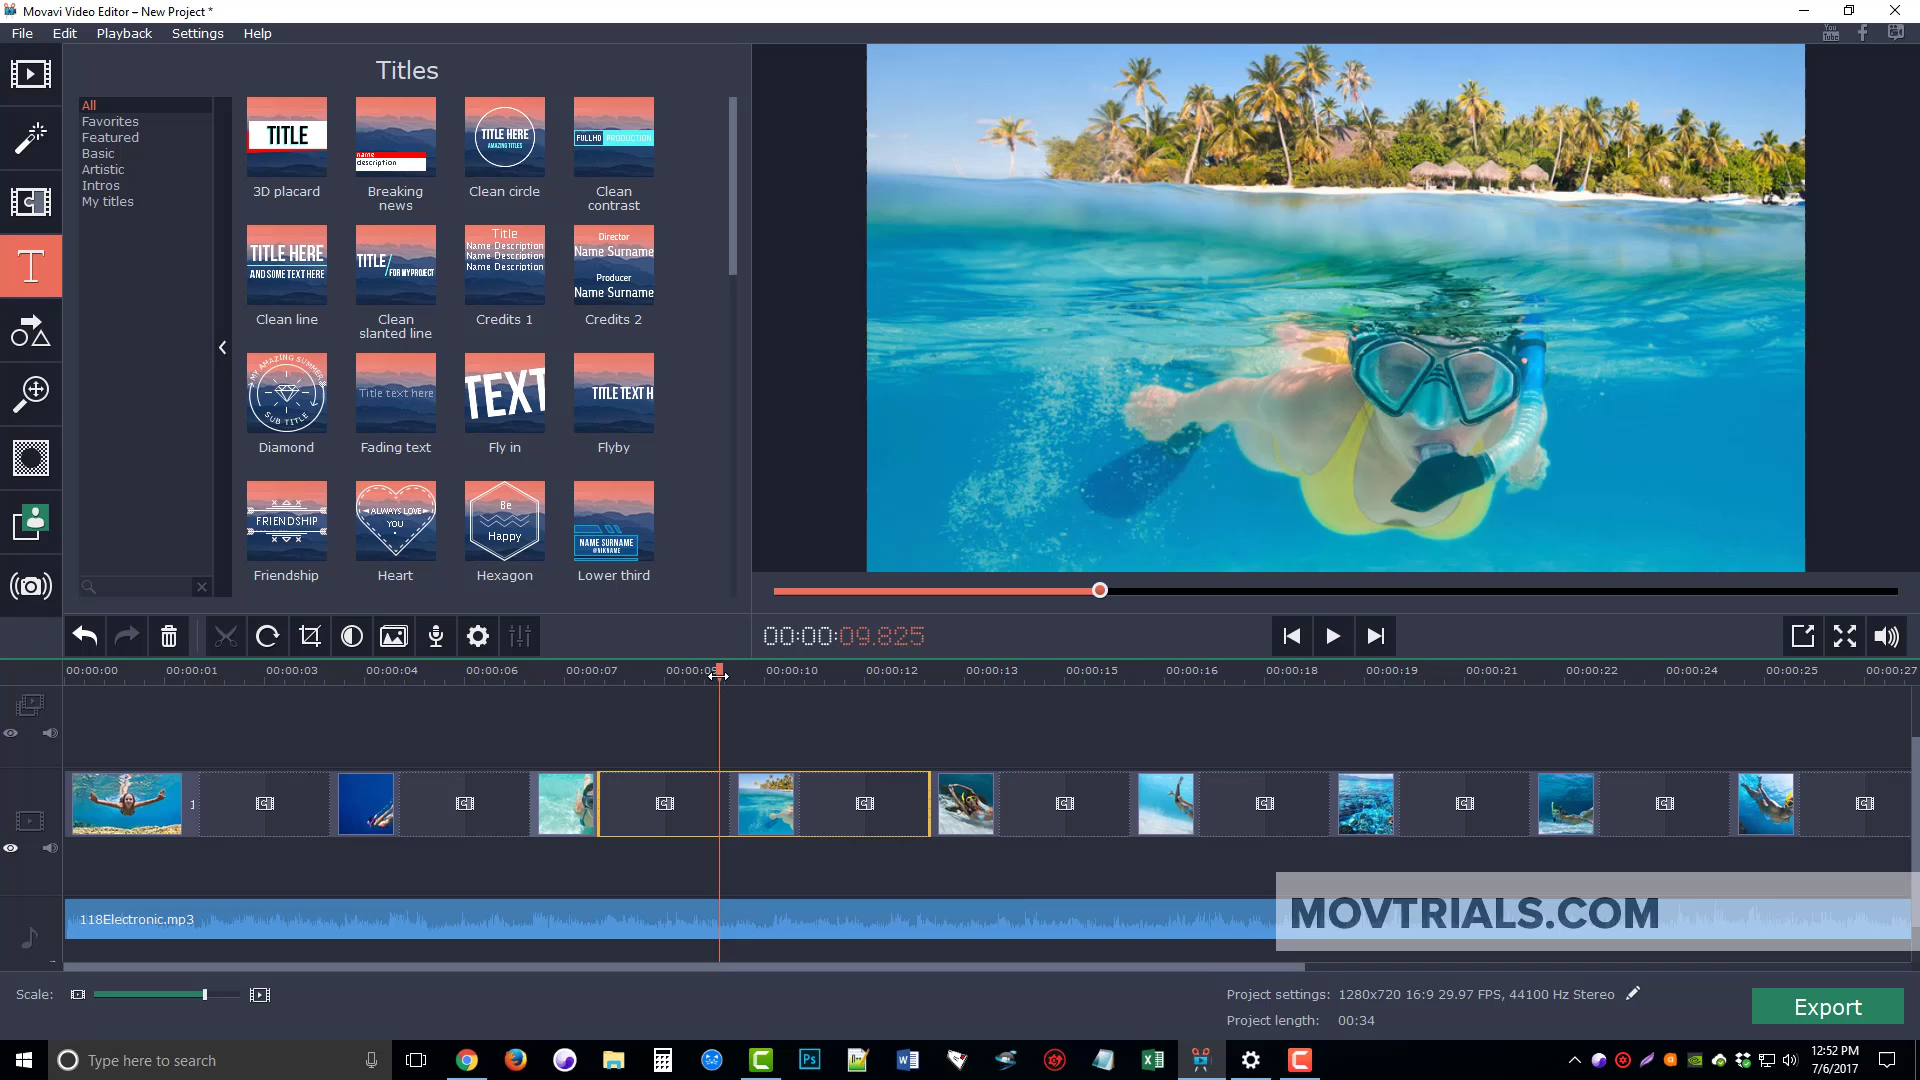 Movavi Video Editor – New Project *
File Edit Playback Settings Help
You
Tube
Titles
All
Favorites
Featured
Basic
Artistic
Intros
My titles
TITLE
3D placard
name
description
Breaking
news
TITLE HERE
AMAZING TITLES
Clean circle
FULLHD PRODUCTION
Clean
contrast
TITLE HERE
AND SOME TEXT HERE
Clean line
TITLE/ FOR MY PROJECT
Clean
slanted line
Title
Name Description
Name Description
Name Description
Credits 1
Director
Name Surname
Producer
Name Surname
Credits 2
MY AMAZING SUMMER
SUB TITLE
Diamond
Title text here
Fading text
TEXT
Fly in
TITLE TEXT H
Flyby
FRIENDSHIP
Friendship
ALWAYS LOVE
YOU
Heart
Be
Happy
Hexagon
NAME SURNAME
@NIKNAME
Lower third
00:00:09.825
00:00:00 00:00:01 00:00:03 00:00:04 00:00:06 00:00:07 00:00:09 00:00:10 00:00:12 00:00:13 00:00:15 00:00:16 00:00:18 00:00:19 00:00:21 00:00:22 00:00:24 00:00:25 00:00:27
1
118Electronic.mp3
MOVTRIALS.COM
Scale:
Project settings: 1280x720 16:9 29.97 FPS, 44100 Hz Stereo
Project length: 00:34
Export
Type here to search
Ps
12:52 PM
7/6/2017